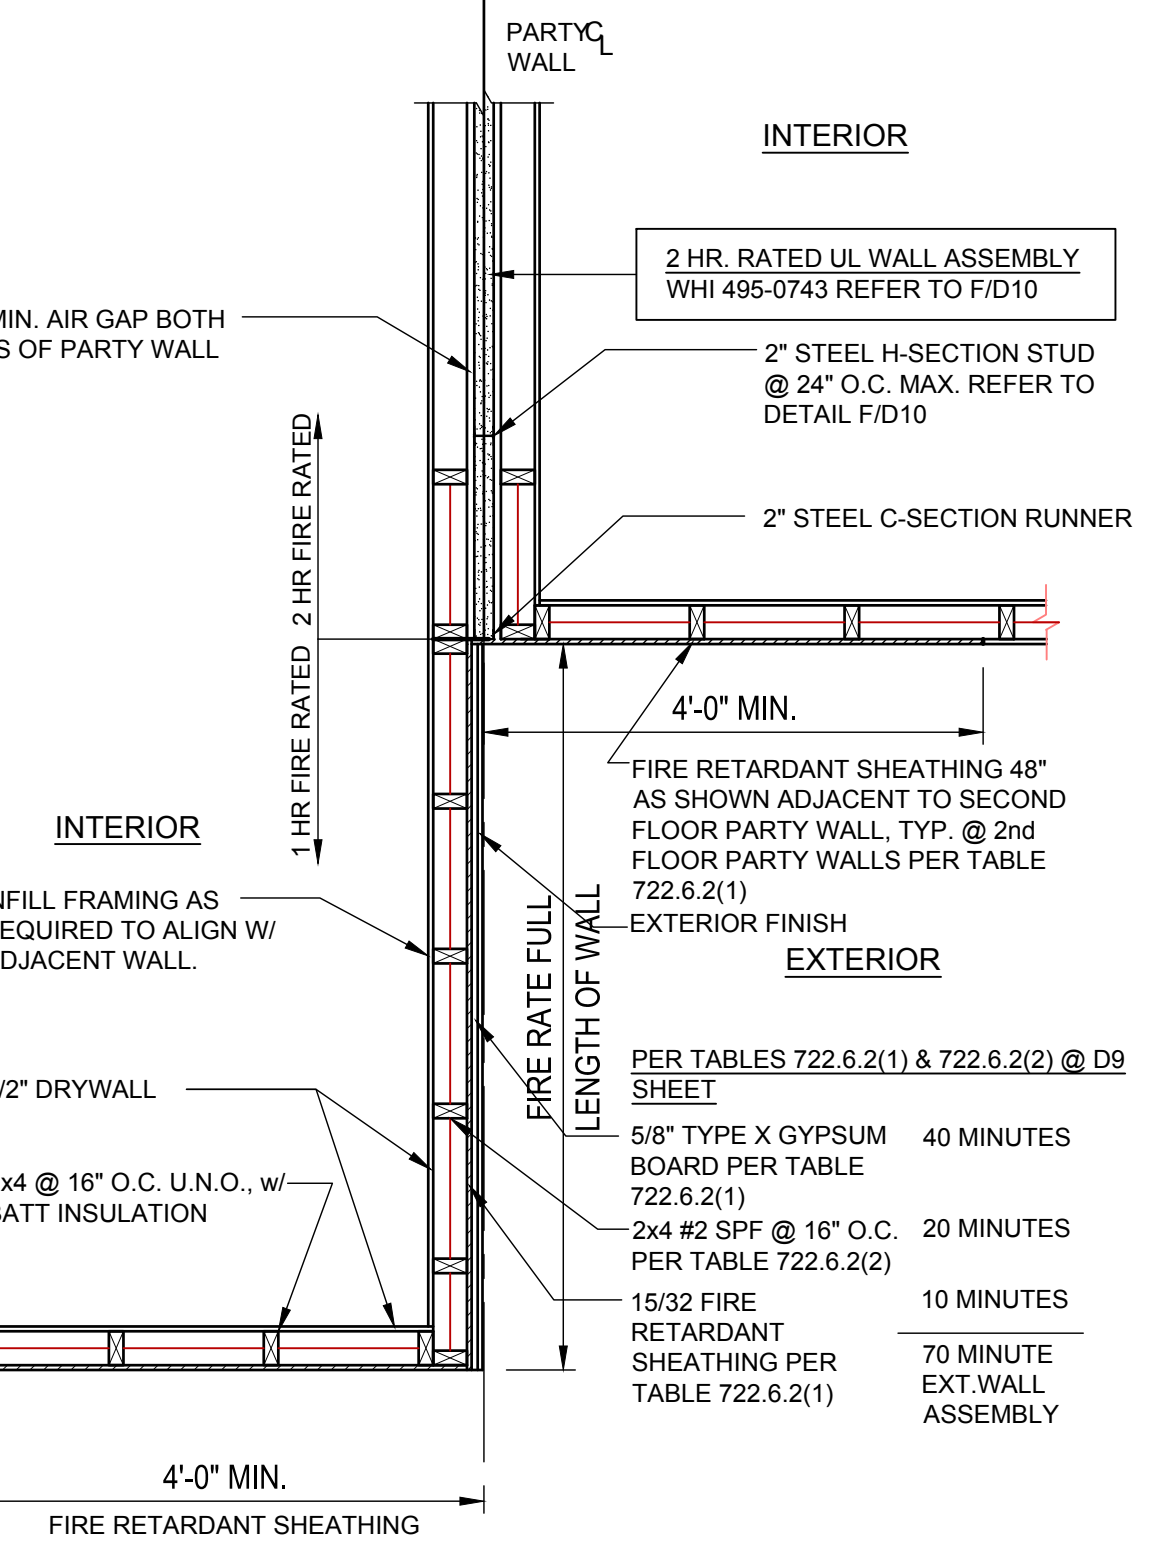 PARTY CL
WALL
INTERIOR
2 HR. RATED UL WALL ASSEMBLY
WHI 495-0743 REFER TO F/D10
MIN. AIR GAP BOTH
S OF PARTY WALL
2" STEEL H-SECTION STUD
@ 24" O.C. MAX. REFER TO
DETAIL F/D10
2 HR FIRE RATED
1 HR FIRE RATED
2" STEEL C-SECTION RUNNER
4'-0" MIN.
FIRE RETARDANT SHEATHING 48"
AS SHOWN ADJACENT TO SECOND
FLOOR PARTY WALL, TYP. @ 2nd
FLOOR PARTY WALLS PER TABLE
722.6.2(1)
EXTERIOR FINISH
INTERIOR
NFILL FRAMING AS
EQUIRED TO ALIGN W/
DJACENT WALL.
FIRE RATE FULL
LENGTH OF WALL
EXTERIOR
PER TABLES 722.6.2(1) & 722.6.2(2) @ D9
SHEET
/2" DRYWALL
5/8" TYPE X GYPSUM
BOARD PER TABLE
722.6.2(1)
40 MINUTES
x4 @ 16" O.C. U.N.O., w/
BATT INSULATION
2x4 #2 SPF @ 16" O.C.
PER TABLE 722.6.2(2)
20 MINUTES
15/32 FIRE
RETARDANT
SHEATHING PER
TABLE 722.6.2(1)
10 MINUTES
70 MINUTE
EXT.WALL
ASSEMBLY
4'-0" MIN.
FIRE RETARDANT SHEATHING